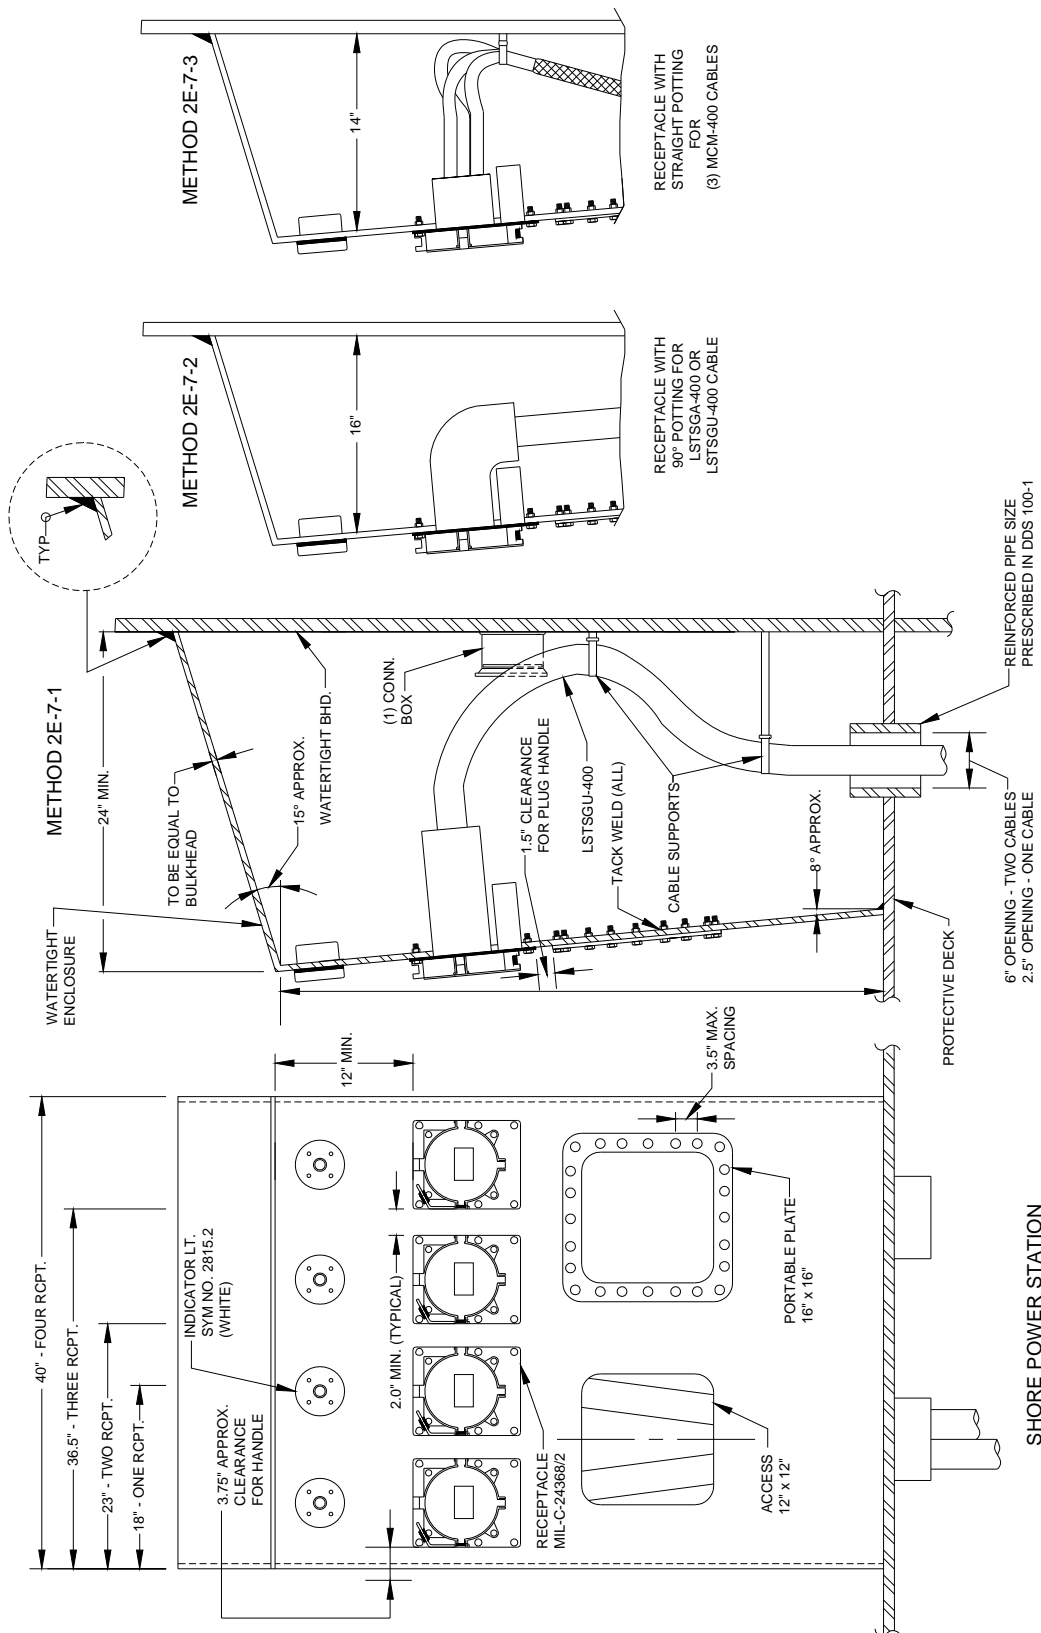 METHOD 2E-7-1
METHOD 2E-7-2
METHOD 2E-7-3
40" - FOUR RCPT.
36.5" - THREE RCPT.
23" - TWO RCPT.
18" - ONE RCPT.
3.75" APPROX.
CLEARANCE
FOR HANDLE
INDICATOR LT.
SYM NO. 2815.2
(WHITE)
12" MIN.
2.0" MIN. (TYPICAL)
RECEPTACLE
MIL-C-24368/2
3.5" MAX.
SPACING
ACCESS
12" x 12"
PORTABLE PLATE
16" x 16"
SHORE POWER STATION
WATERTIGHT
ENCLOSURE
24" MIN.
TO BE EQUAL TO
BULKHEAD
15° APPROX.
WATERTIGHT BHD.
TYP
(1) CONN.
BOX
1.5" CLEARANCE
FOR PLUG HANDLE
LSTSGU-400
TACK WELD (ALL)
CABLE SUPPORTS
8° APPROX.
PROTECTIVE DECK
6" OPENING - TWO CABLES
2.5" OPENING - ONE CABLE
REINFORCED PIPE SIZE
PRESCRIBED IN DDS 100-1
16"
RECEPTACLE WITH
90° POTTING FOR
LSTSGA-400 OR
LSTSGU-400 CABLE
14"
RECEPTACLE WITH
STRAIGHT POTTING
FOR
(3) MCM-400 CABLES